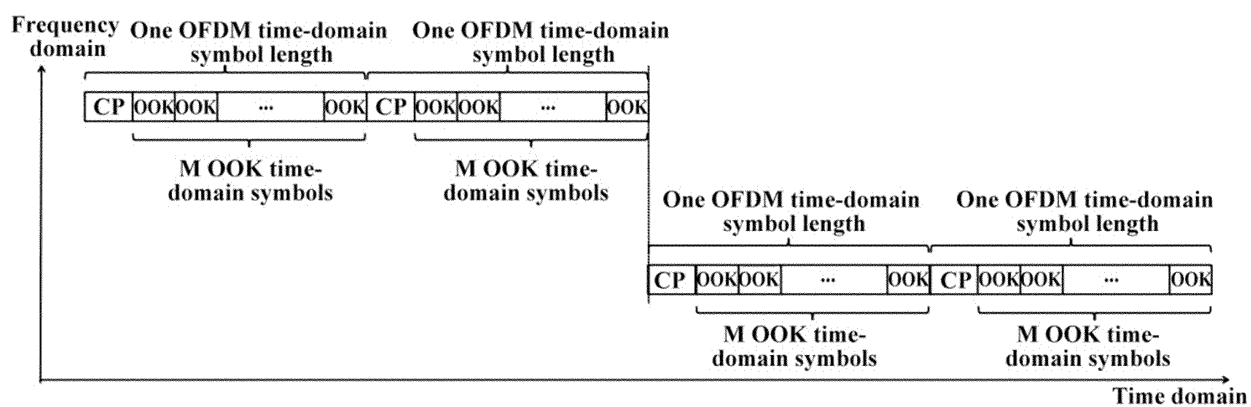 Frequency
domain
One OFDM time-domain
symbol length
One OFDM time-domain
symbol length
CP OOK OOK ... OOK CP OOK OOK ... OOK
M OOK time-
domain symbols
M OOK time-
domain symbols
One OFDM time-domain
symbol length
One OFDM time-domain
symbol length
CP OOK OOK ... OOK CP OOK OOK ... OOK
M OOK time-
domain symbols
M OOK time-
domain symbols
Time domain